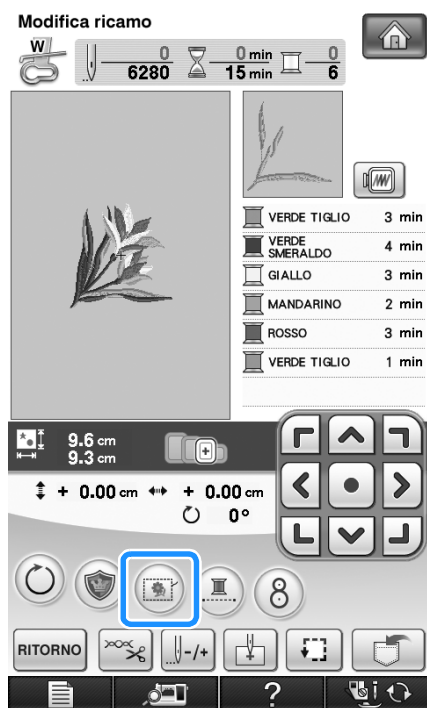 Modifica ricamo
W
0
6280
0 min
15 min
0
6
VERDE TIGLIO 3 min
VERDE
SMERALDO 4 min
GIALLO 3 min
MANDARINO 2 min
ROSSO 3 min
VERDE TIGLIO 1 min
9.6 cm
9.3 cm
+ 0.00 cm + 0.00 cm
0°
RITORNO
-/+
?